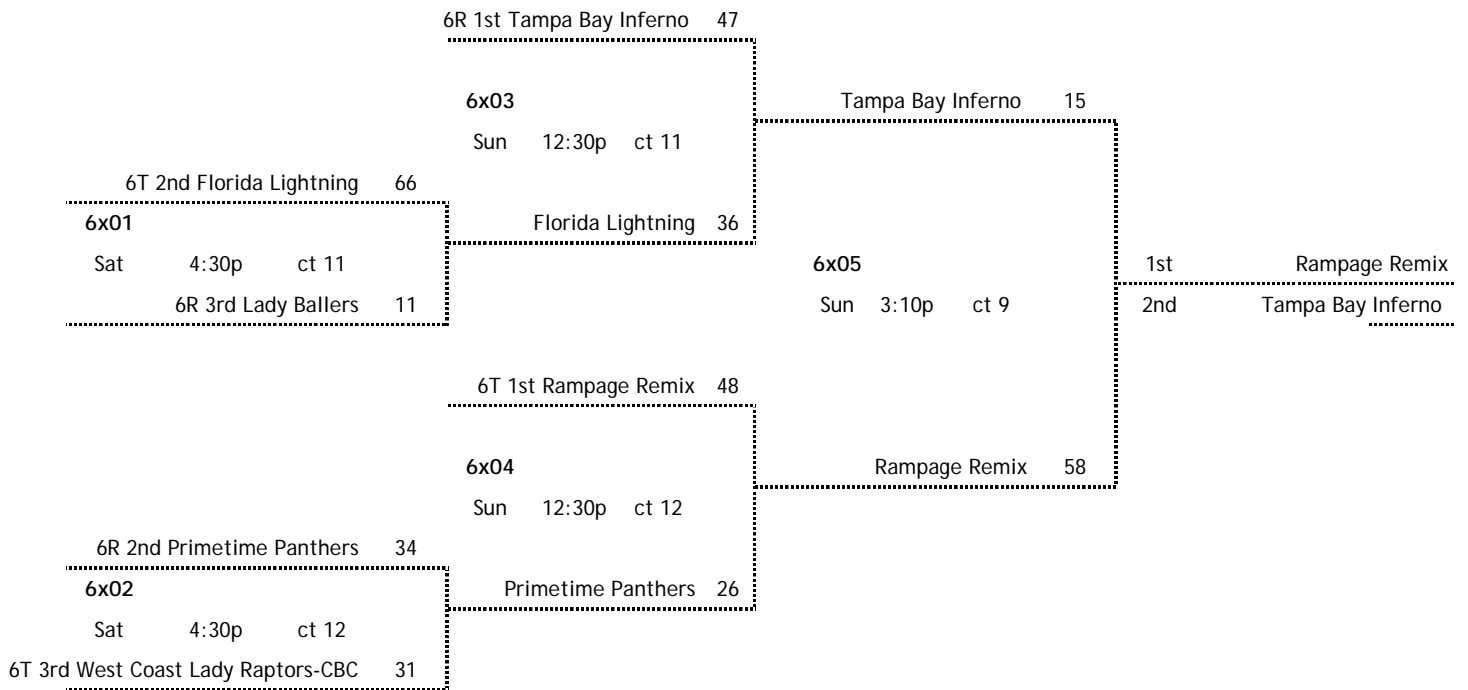 6R 1st Tampa Bay Inferno 47
6x03 Tampa Bay Inferno 15
Sun 12:30p ct 11
6T 2nd Florida Lightning 66
6x01 Florida Lightning 36
Sat 4:30p ct 11 6x05 1st Rampage Remix
6R 3rd Lady Ballers 11 Sun 3:10p ct 9 2nd Tampa Bay Inferno
6T 1st Rampage Remix 48
6x04 Rampage Remix 58
Sun 12:30p ct 12
6R 2nd Primetime Panthers 34
6x02 Primetime Panthers 26
Sat 4:30p ct 12
6T 3rd West Coast Lady Raptors-CBC 31